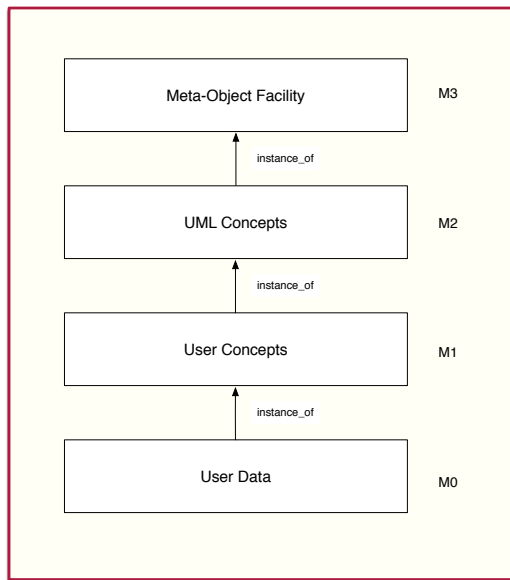 Meta-Object Facility
M3
instance_of
UML Concepts
M2
instance_of
User Concepts
M1
instance_of
User Data
M0